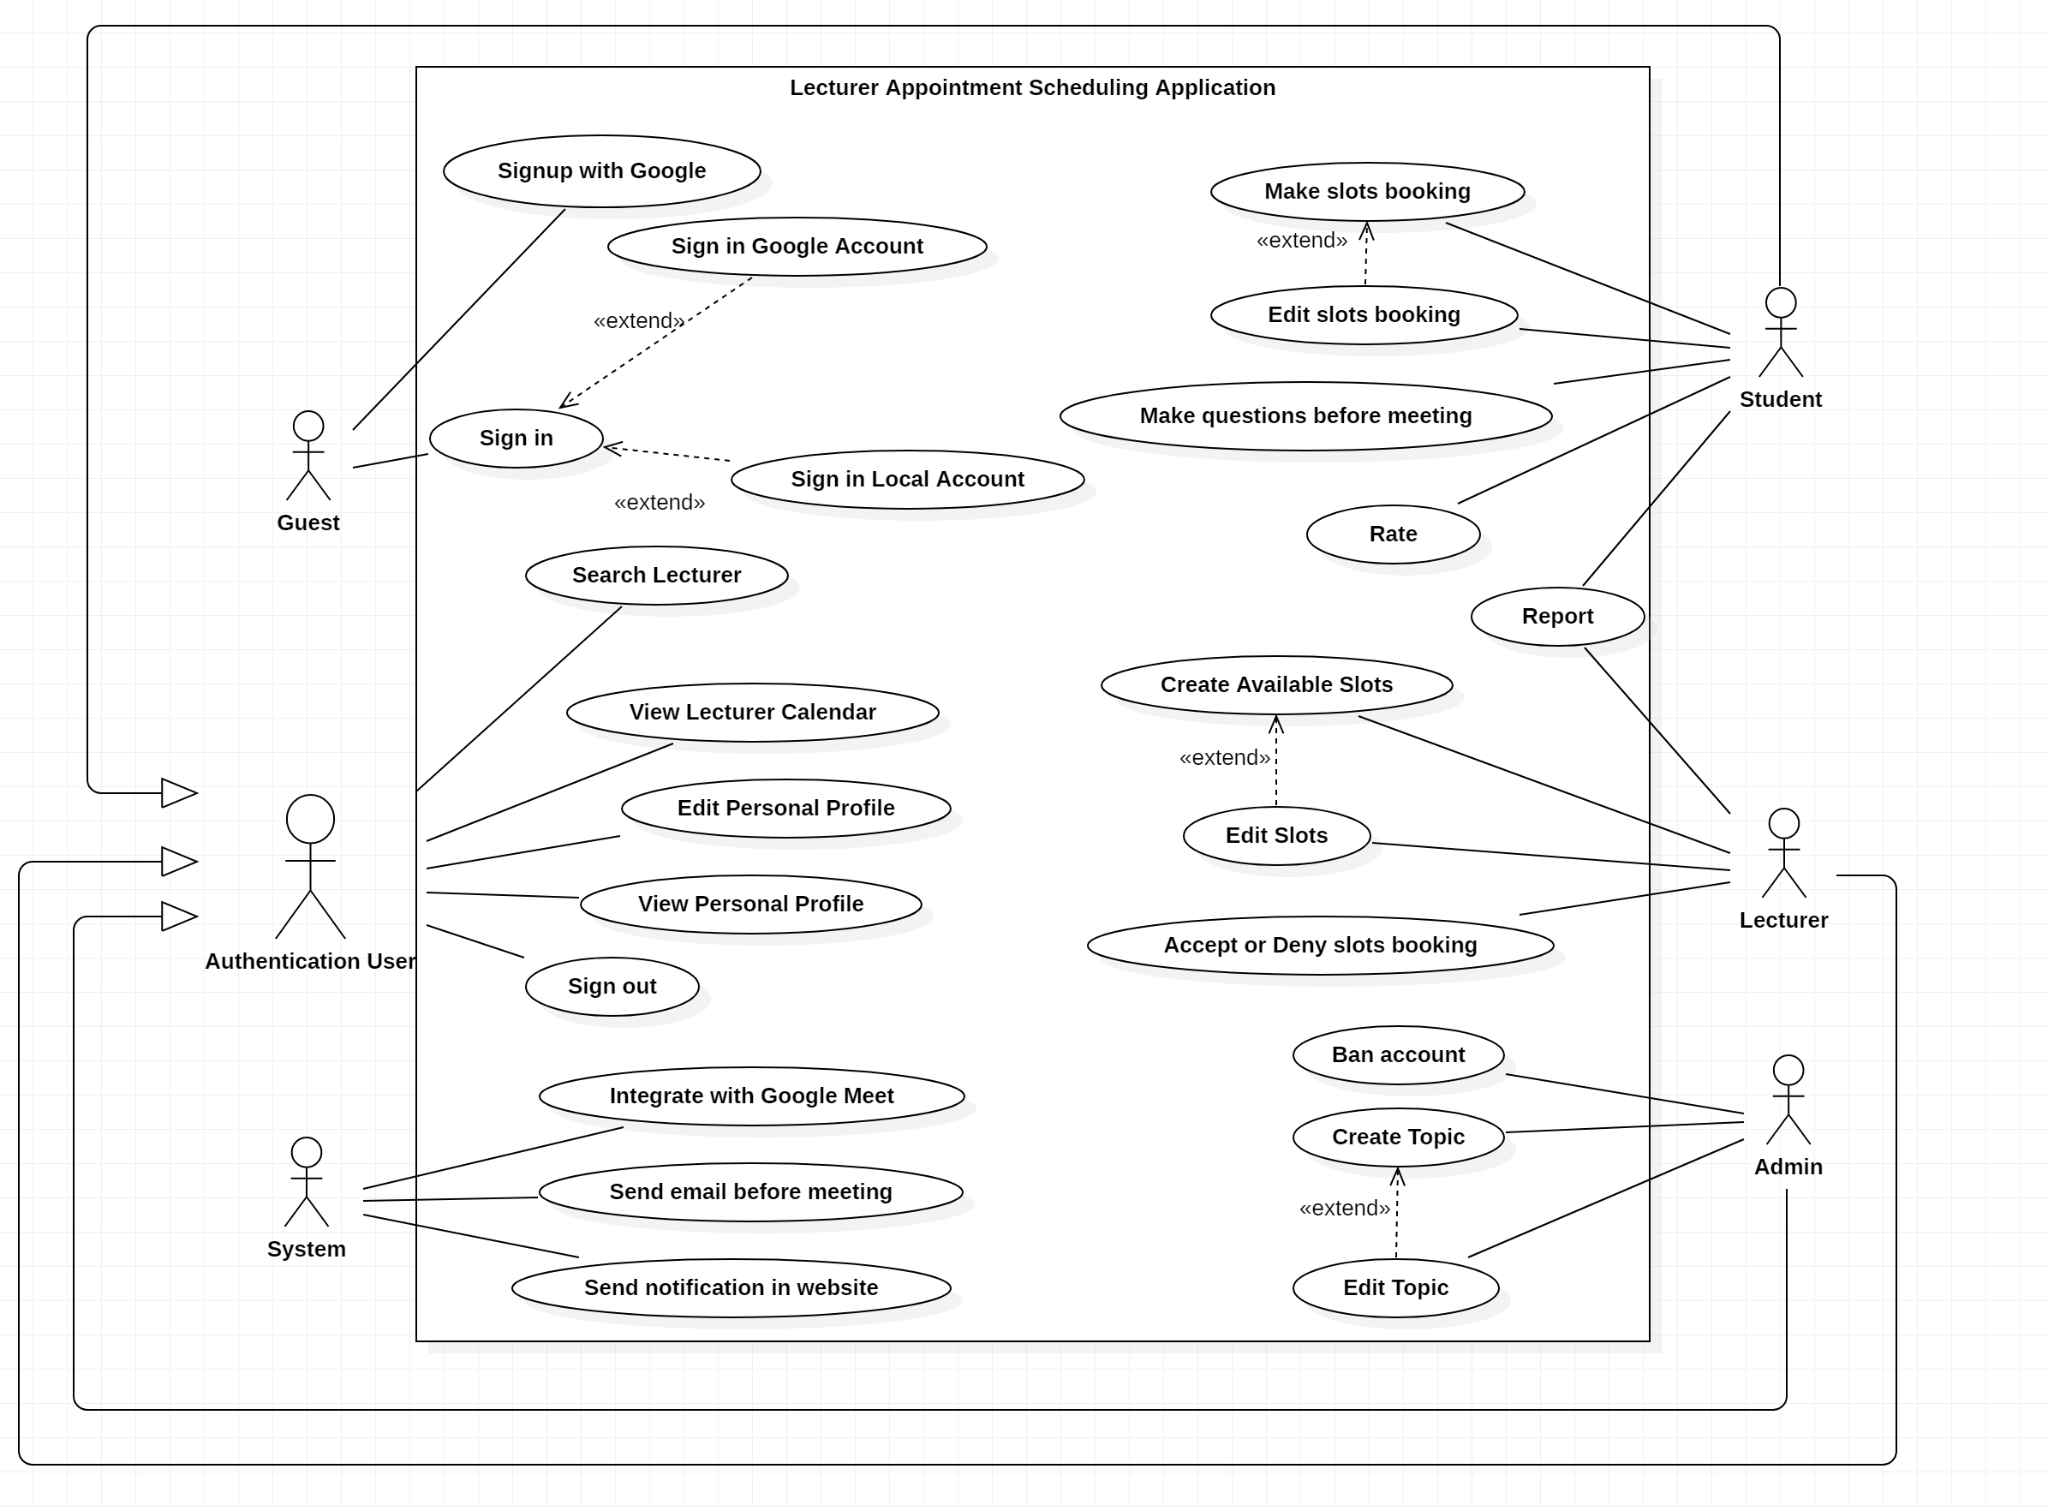 Lecturer Appointment Scheduling Application
Signup with Google
Sign in Google Account
«extend»
Sign in
Sign in Local Account
«extend»
Guest
Search Lecturer
View Lecturer Calendar
Edit Personal Profile
View Personal Profile
Sign out
Authentication User
Integrate with Google Meet
Send email before meeting
Send notification in website
System
Make slots booking
«extend»
Edit slots booking
Make questions before meeting
Rate
Report
Student
Create Available Slots
«extend»
Edit Slots
Accept or Deny slots booking
Lecturer
Ban account
Create Topic
«extend»
Edit Topic
Admin